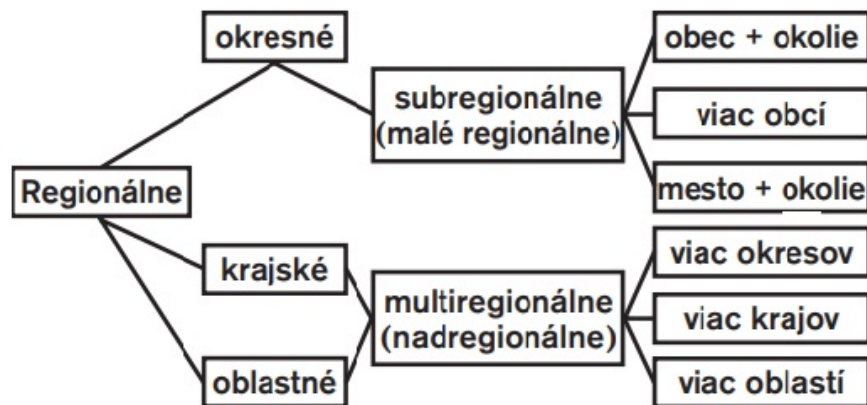 Regionálne
okresné
krajské
oblastné
subregionálne
(malé regionálne)
multiregionálne
(nadregionálne)
obec + okolie
viac obcí
mesto + okolie
viac okresov
viac krajov
viac oblastí